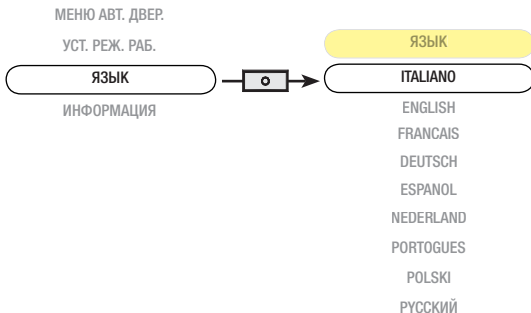 МЕНЮ АВТ. ДВЕР.
УСТ. РЕЖ. РАБ.
ЯЗЫК
ИНФОРМАЦИЯ
ЯЗЫК
ITALIANO
ENGLISH
FRANCAIS
DEUTSCH
ESPANOL
NEDERLAND
PORTOGUES
POLSKI
РУССКИЙ